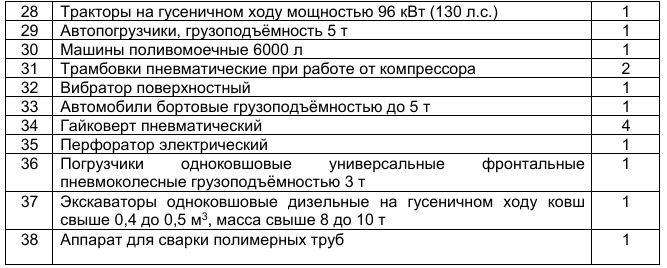 28 Тракторы на гусеничном ходу мощностью 96 кВт (130 л.с.) 1
29 Автопогрузчики, грузоподъёмность 5 т 1
30 Машины поливомоечные 6000 л 1
31 Трамбовки пневматические при работе от компрессора 2
32 Вибратор поверхностный 1
33 Автомобили бортовые грузоподъёмностью до 5 т 1
34 Гайковерт пневматический 4
35 Перфоратор электрический 1
36 Погрузчики одноковшовые универсальные фронтальные 1
пневмоколесные грузоподъёмностью 3 т
37 Экскаваторы одноковшовые дизельные на гусеничном ходу ковш 1
свыше 0,4 до 0,5 м³, масса свыше 8 до 10 т
38 Аппарат для сварки полимерных труб 1